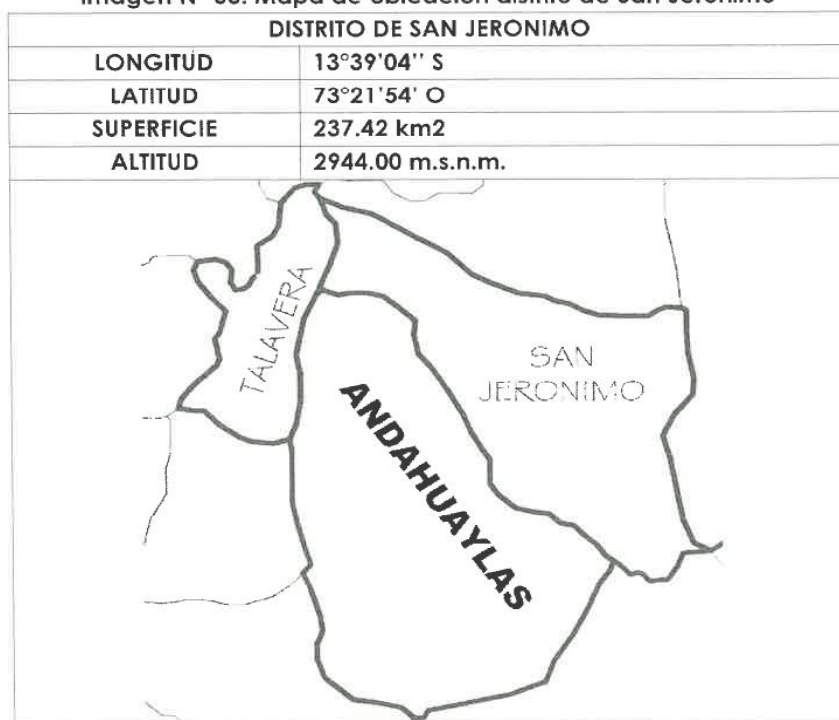 DISTRITO DE SAN JERONIMO
LONGITUD 13°39'04'' S
LATITUD 73°21'54' O
SUPERFICIE 237.42 km2
ALTITUD 2944.00 m.s.n.m.
TALAVERA
SAN
JERONIMO
ANDAHUAYLAS